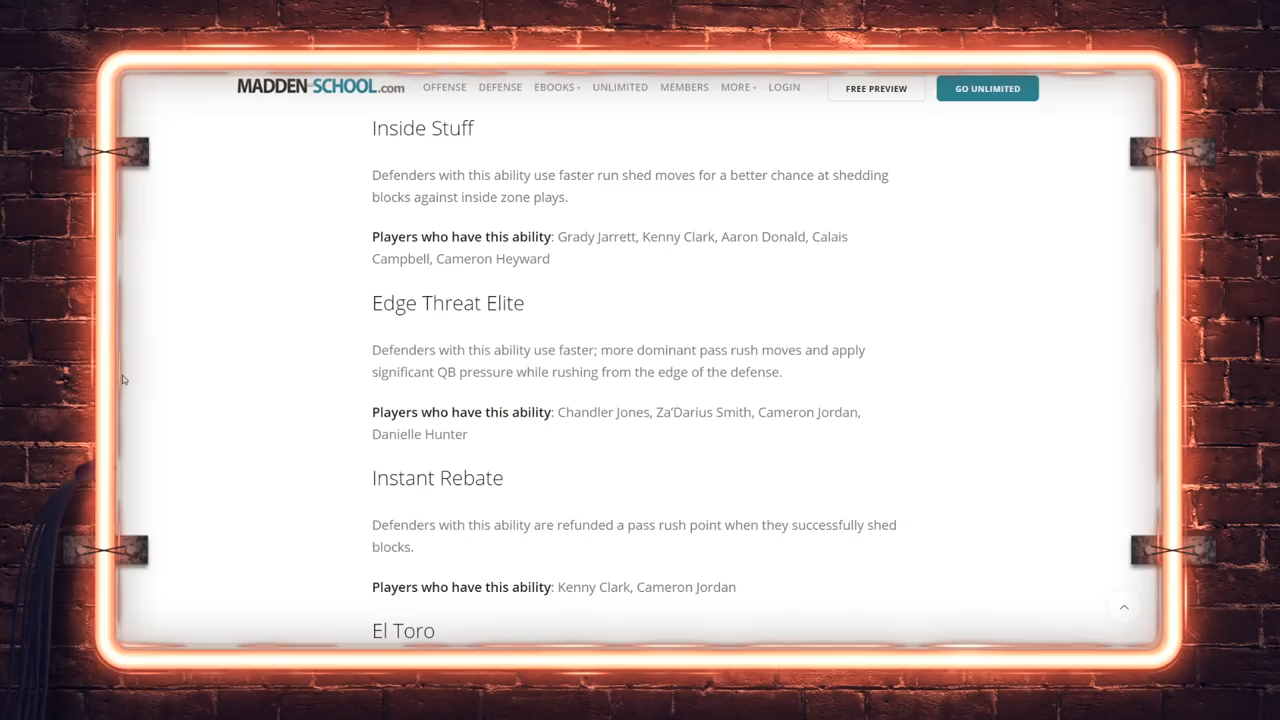 MADDEN-SCHOOL.com OFFENSE DEFENSE EBOOKS UNLIMITED MEMBERS MORE LOGIN FREE PREVIEW GO UNLIMITED
Inside Stuff
Defenders with this ability use faster run shed moves for a better chance at shedding
blocks against inside zone plays.
Players who have this ability: Grady Jarrett, Kenny Clark, Aaron Donald, Calais
Campbell, Cameron Heyward
Edge Threat Elite
Defenders with this ability use faster; more dominant pass rush moves and apply
significant QB pressure while rushing from the edge of the defense.
Players who have this ability: Chandler Jones, Za'Darius Smith, Cameron Jordan,
Danielle Hunter
Instant Rebate
Defenders with this ability are refunded a pass rush point when they successfully shed
blocks.
Players who have this ability: Kenny Clark, Cameron Jordan
El Toro